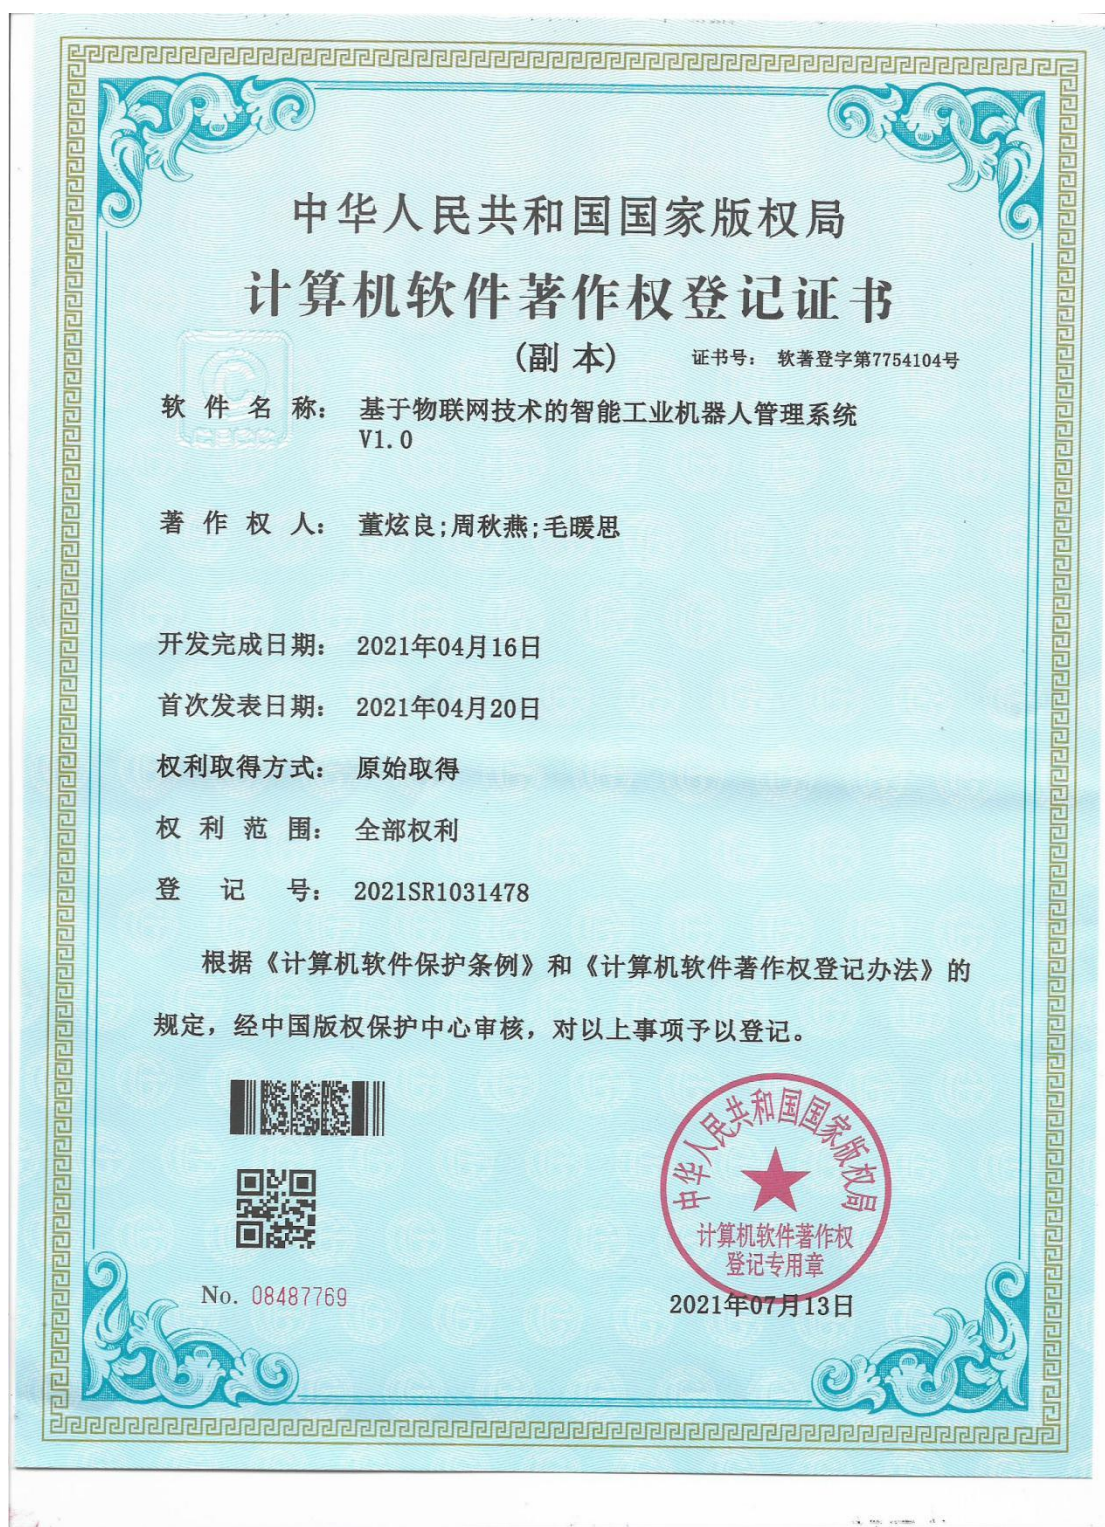 中华人民共和国国家版权局
计算机软件著作权登记证书
(副本)
证书号： 软著登字第7754104号
软件名称： 基于物联网技术的智能工业机器人管理系统
V1.0
著作权人： 董炫良;周秋燕;毛暖思
开发完成日期： 2021年04月16日
首次发表日期： 2021年04月20日
权利取得方式： 原始取得
权利范围： 全部权利
登记号： 2021SR1031478
根据《计算机软件保护条例》和《计算机软件著作权登记办法》的
规定，经中国版权保护中心审核，对以上事项予以登记。
中华人民共和国国家版权局
计算机软件著作权
登记专用章
No. 08487769
2021年07月13日